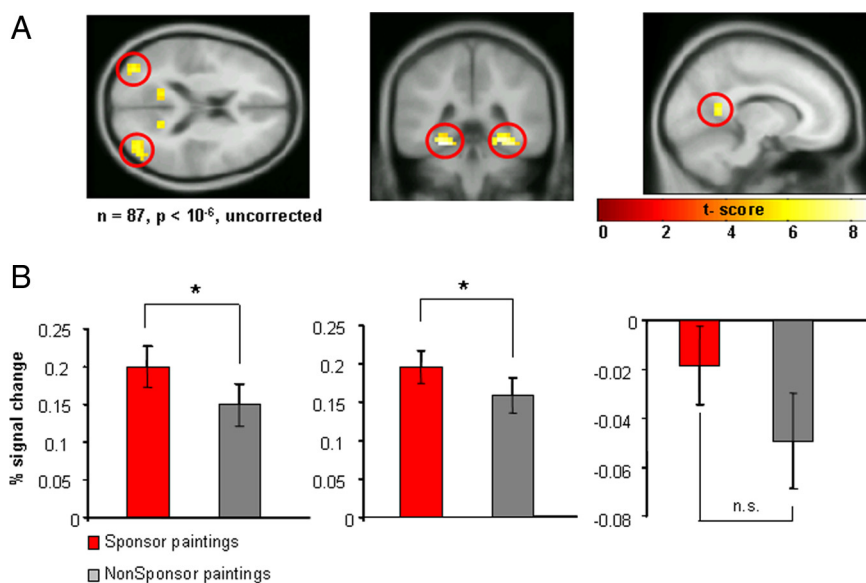 A
n = 87, p < 10⁻⁶, uncorrected
t- score
0 2 4 6 8
B
% signal change
*
0.25
0.2
0.15
0.1
0.05
0
*
0.25
0.2
0.15
0.1
0.05
0
0
-0.02
-0.04
-0.06
-0.08
n.s.
Sponsor paintings
NonSponsor paintings